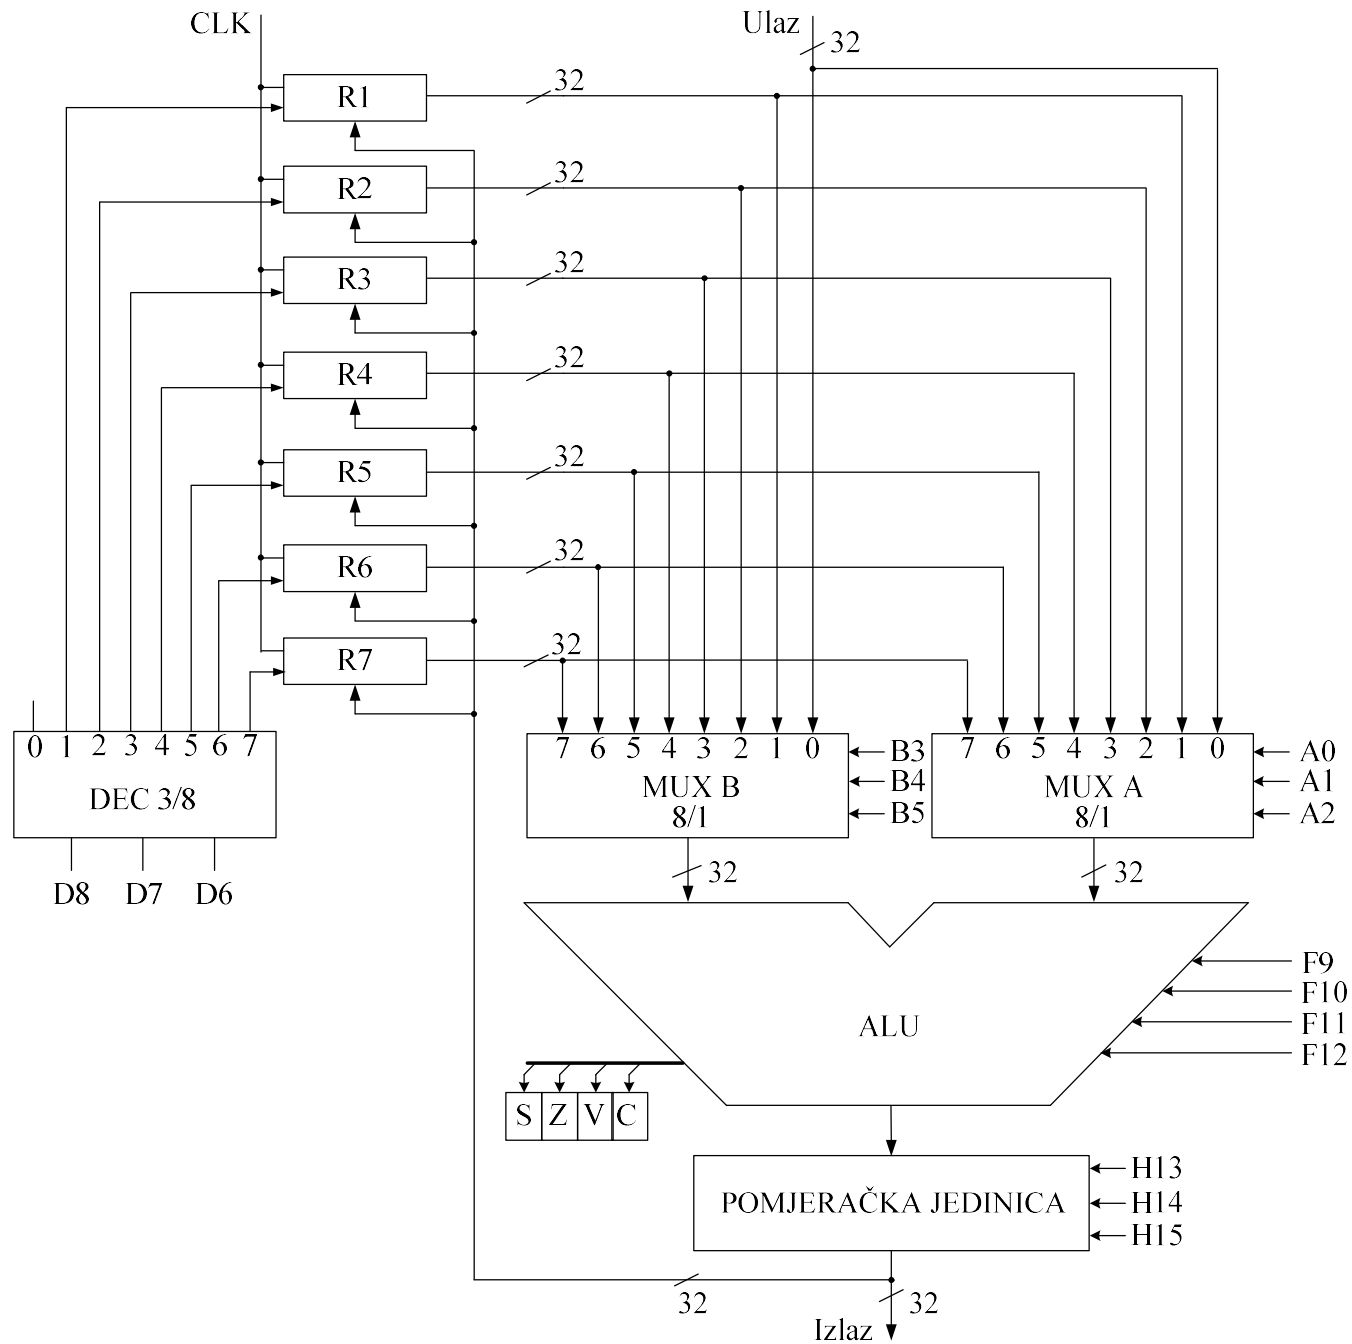 CLK
Ulaz
32
R1
32
R2
32
R3
32
R4
32
R5
32
R6
32
R7
32
0 1 2 3 4 5 6 7
DEC 3/8
D8 D7 D6
7 6 5 4 3 2 1 0
MUX B
8/1
B3
B4
B5
7 6 5 4 3 2 1 0
MUX A
8/1
A0
A1
A2
32
32
ALU
F9
F10
F11
F12
S Z V C
POMJERAČKA JEDINICA
H13
H14
H15
32
32
Izlaz